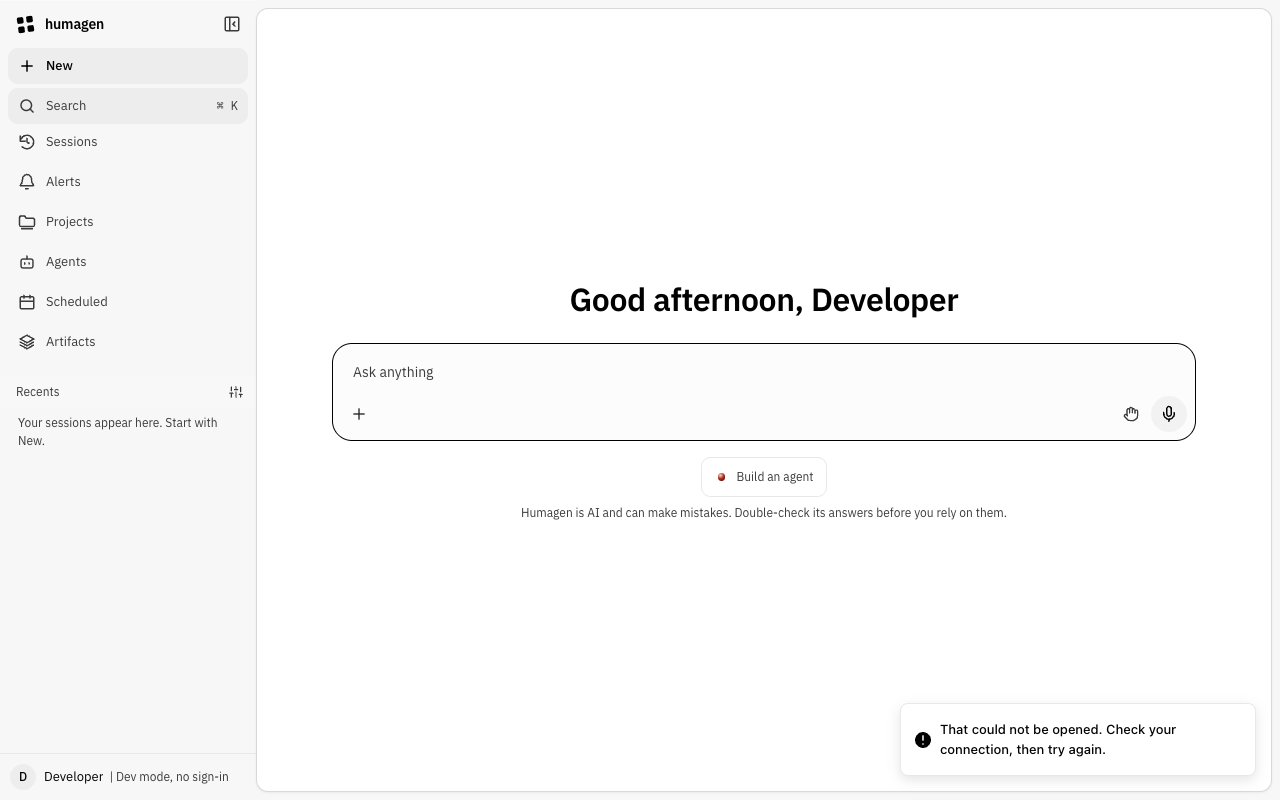 humagen
New
Search ⌘ K
Sessions
Alerts
Projects
Agents
Scheduled
Artifacts
Recents
Your sessions appear here. Start with
New.
D Developer | Dev mode, no sign-in
Good afternoon, Developer
Ask anything
Build an agent
Humagen is AI and can make mistakes. Double-check its answers before you rely on them.
That could not be opened. Check your
connection, then try again.